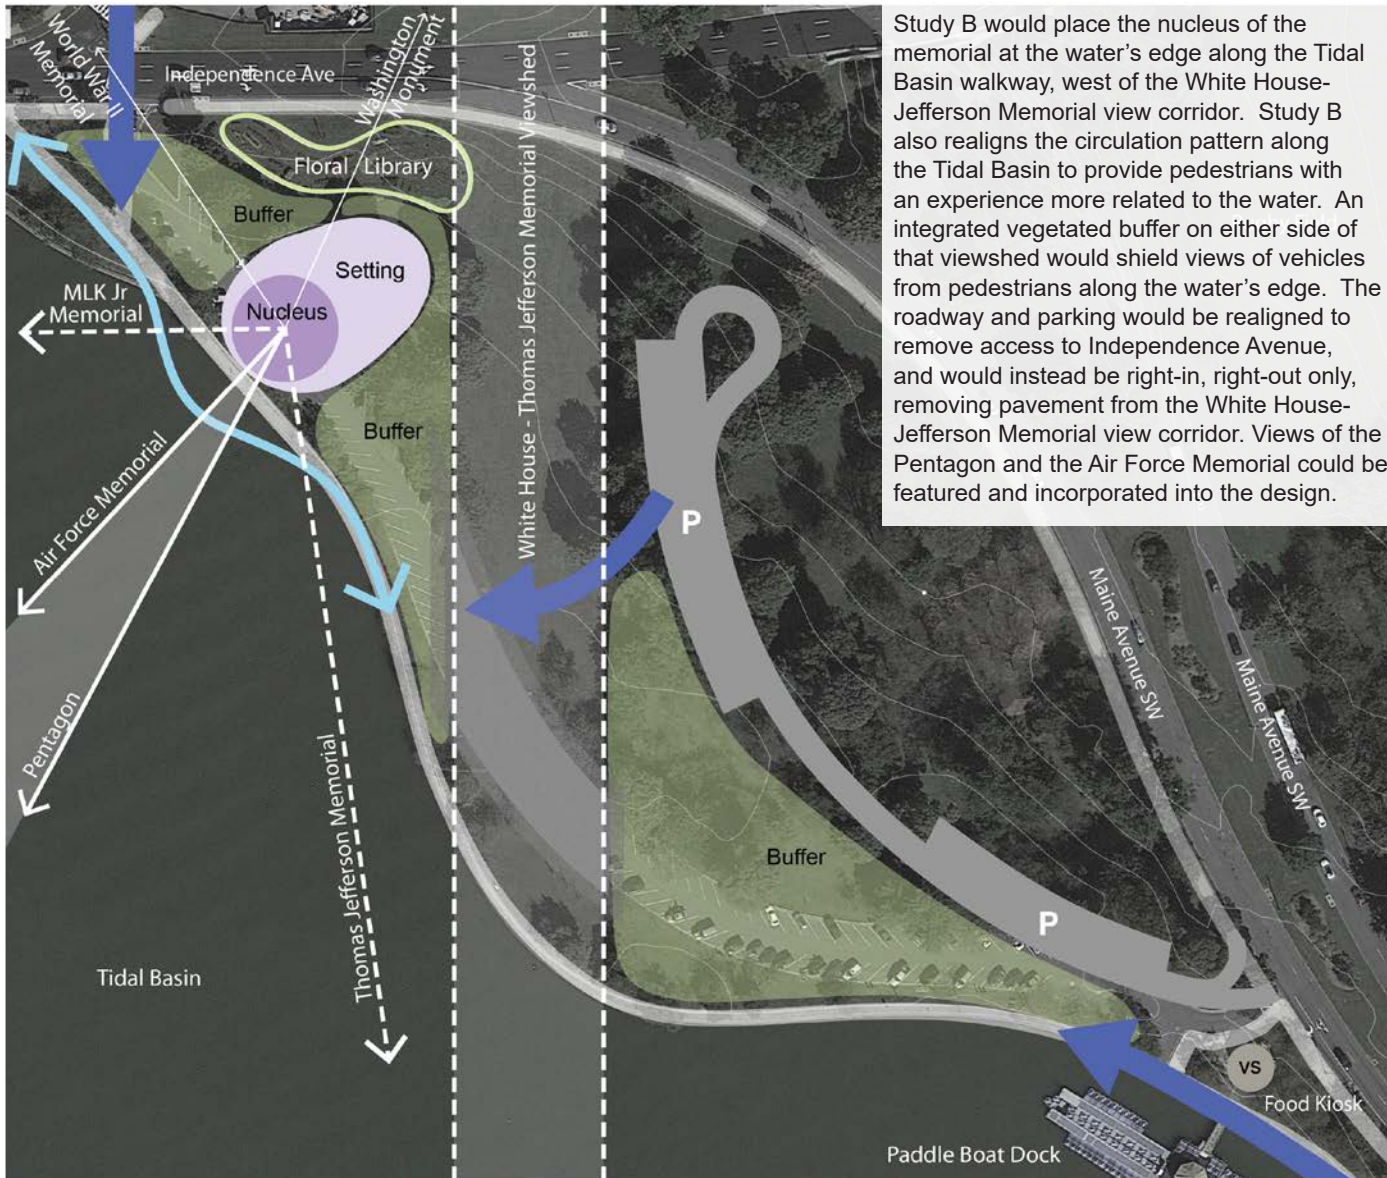 Study B would place the nucleus of the
memorial at the water's edge along the Tidal
Basin walkway, west of the White House-
Jefferson Memorial view corridor.  Study B
also realigns the circulation pattern along
the Tidal Basin to provide pedestrians with
an experience more related to the water.  An
integrated vegetated buffer on either side of
that viewshed would shield views of vehicles
from pedestrians along the water's edge.  The
roadway and parking would be realigned to
remove access to Independence Avenue,
and would instead be right-in, right-out only,
removing pavement from the White House-
Jefferson Memorial view corridor. Views of the
Pentagon and the Air Force Memorial could be
featured and incorporated into the design.
World War II
Memorial
Independence Ave
Washington
Monument
Floral Library
Buffer
Setting
Nucleus
MLK Jr
Memorial
Buffer
White House - Thomas Jefferson Memorial Viewshed
Air Force Memorial
Pentagon
Thomas Jefferson Memorial
P
Maine Avenue SW
Maine Avenue SW
Buffer
P
Tidal Basin
VS
Food Kiosk
Paddle Boat Dock